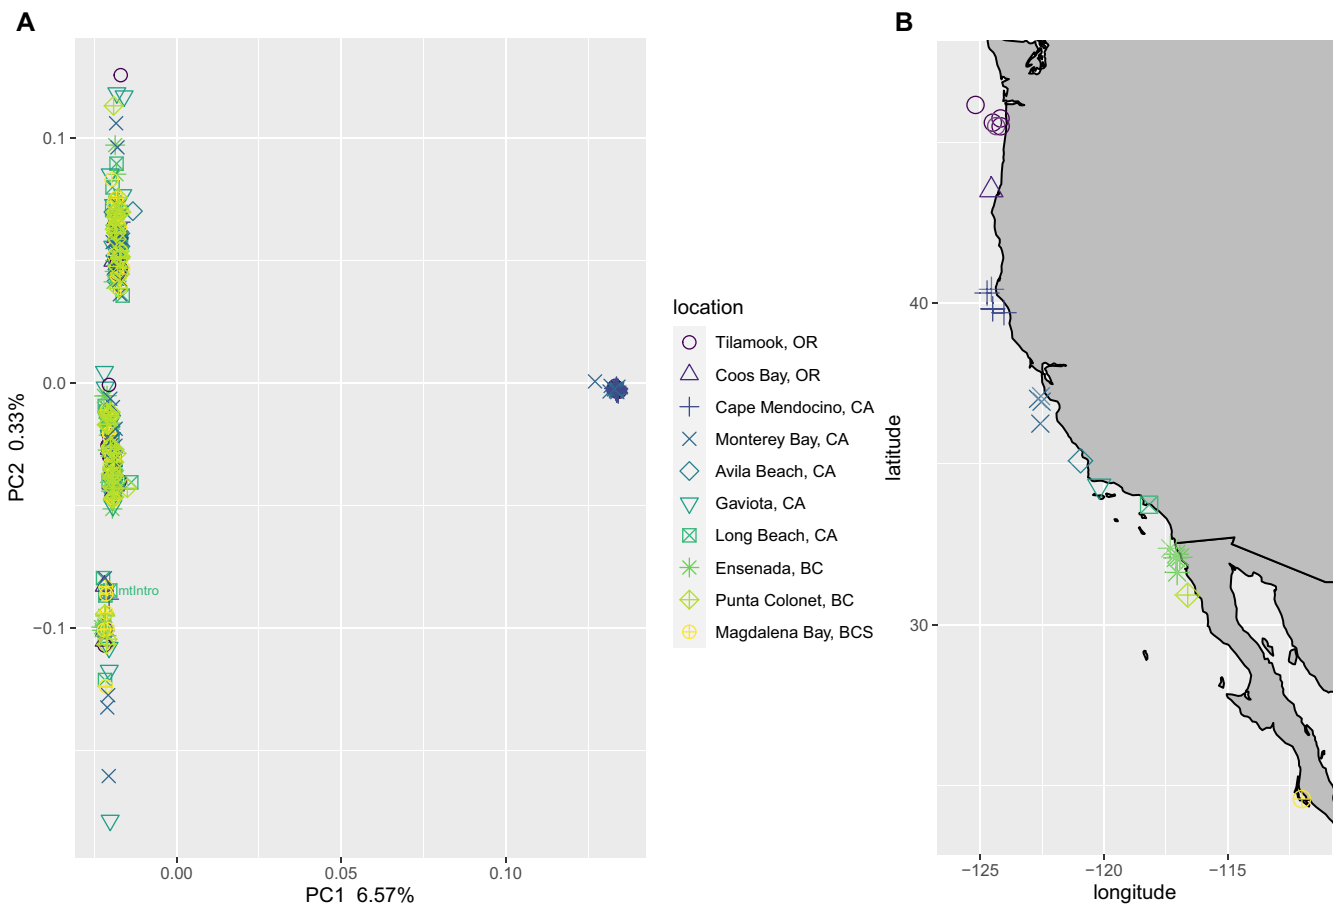 A
B
0.1
0.0
−0.1
PC2  0.33%
mtIntro
0.00
0.05
0.10
PC1  6.57%
location
Tilamook, OR
Coos Bay, OR
Cape Mendocino, CA
Monterey Bay, CA
Avila Beach, CA
Gaviota, CA
Long Beach, CA
Ensenada, BC
Punta Colonet, BC
Magdalena Bay, BCS
40
30
latitude
−125
−120
−115
longitude